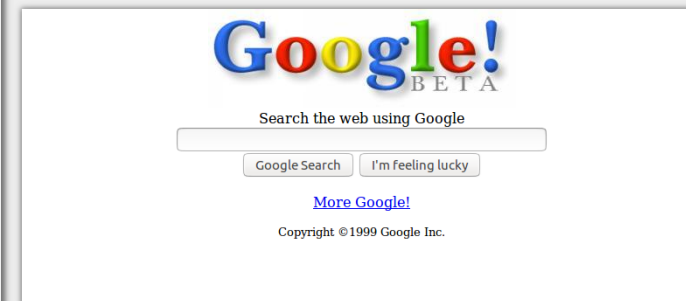 Google!
BETA
Search the web using Google
Google Search I'm feeling lucky
More Google!
Copyright ©1999 Google Inc.